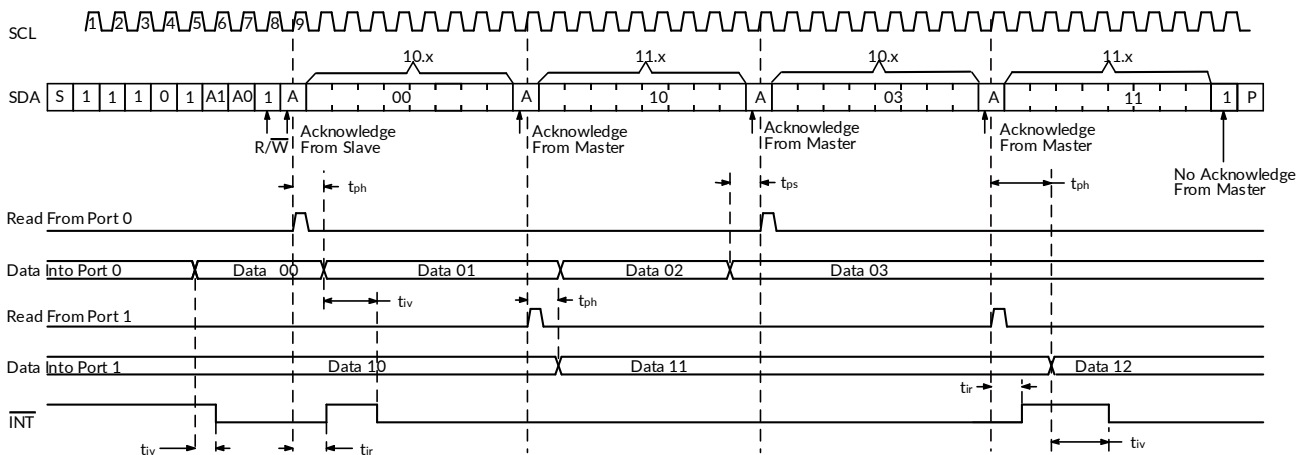 SCL 1 2 3 4 5 6 7 8 9
10.x 11.x 10.x 11.x
SDA S 1 1 1 0 1 A1 A0 1 A 00 A 10 A 03 A 11 1 P
R/W
Acknowledge
From Slave
Acknowledge
From Master
Acknowledge
From Master
Acknowledge
From Master
No Acknowledge
From Master
tph tps tph
Read From Port 0
Data Into Port 0 Data 00 Data 01 Data 02 Data 03
tiv tph
Read From Port 1
Data Into Port 1 Data 10 Data 11 Data 12
tir
INT
tiv tir tiv